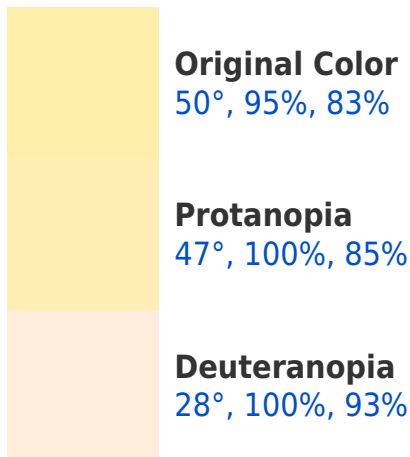 Original Color
50°, 95%, 83%
Protanopia
47°, 100%, 85%
Deuteranopia
28°, 100%, 93%